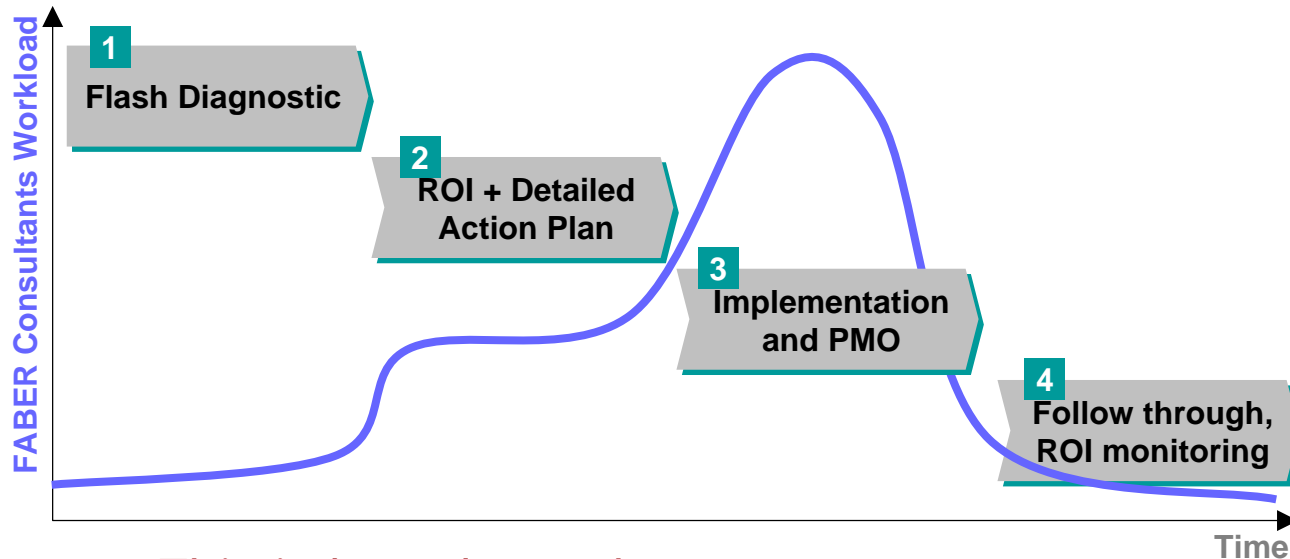 FABER Consultants Workload
1
Flash Diagnostic
2
ROI + Detailed
Action Plan
3
Implementation
and PMO
4
Follow through,
ROI monitoring
Time